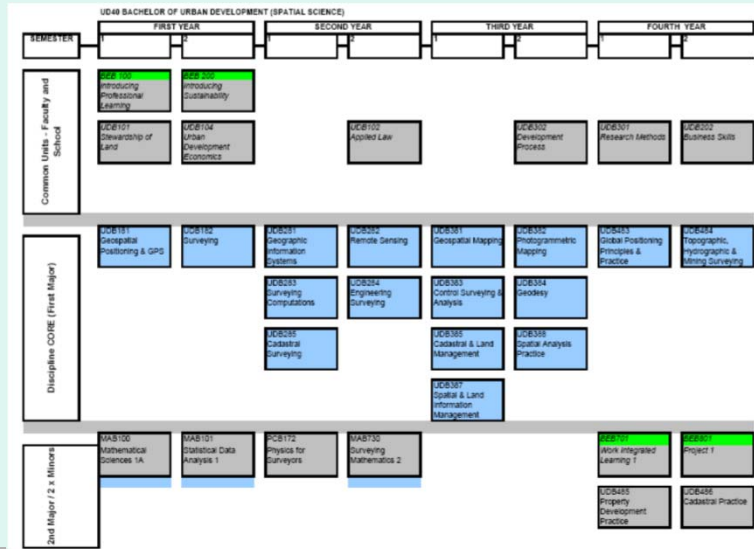 UD40 BACHELOR OF URBAN DEVELOPMENT (SPATIAL SCIENCE)
FIRST YEAR
SECOND YEAR
THIRD YEAR
FOURTH YEAR
SEMESTER
1
2
1
2
1
2
1
2
Common Units - Faculty and
School
BEB 100
Introducing
Professional
Learning
BEB 200
Introducing
Sustainability
UDB101
Stewardship of
Land
UDB104
Urban
Development
Economics
UDB102
Applied Law
UDB302
Development
Process
UDB301
Research Methods
UDB202
Business Skills
Discipline CORE (First Major)
UDB181
Geospatial
Positioning & GPS
UDB182
Surveying
UDB281
Geographic
Information
Systems
UDB282
Remote Sensing
UDB381
Geospatial Mapping
UDB382
Photogrammetric
Mapping
UDB483
Global Positioning
Principles &
Practice
UDB484
Topographic,
Hydrographic &
Mining Surveying
UDB283
Surveying
Computations
UDB284
Engineering
Surveying
UDB383
Control Surveying &
Analysis
UDB384
Geodesy
UDB285
Cadastral
Surveying
UDB385
Cadastral & Land
Management
UDB388
Spatial Analysis
Practice
UDB387
Spatial & Land
Information
Management
2nd Major / 2 x Minors
MAB100
Mathematical
Sciences 1A
MAB101
Statistical Data
Analysis 1
PCB172
Physics for
Surveyors
MAB730
Surveying
Mathematics 2
BEB701
Work Integrated
Learning 1
BEB801
Project 1
UDB485
Property
Development
Practice
UDB486
Cadastral Practice